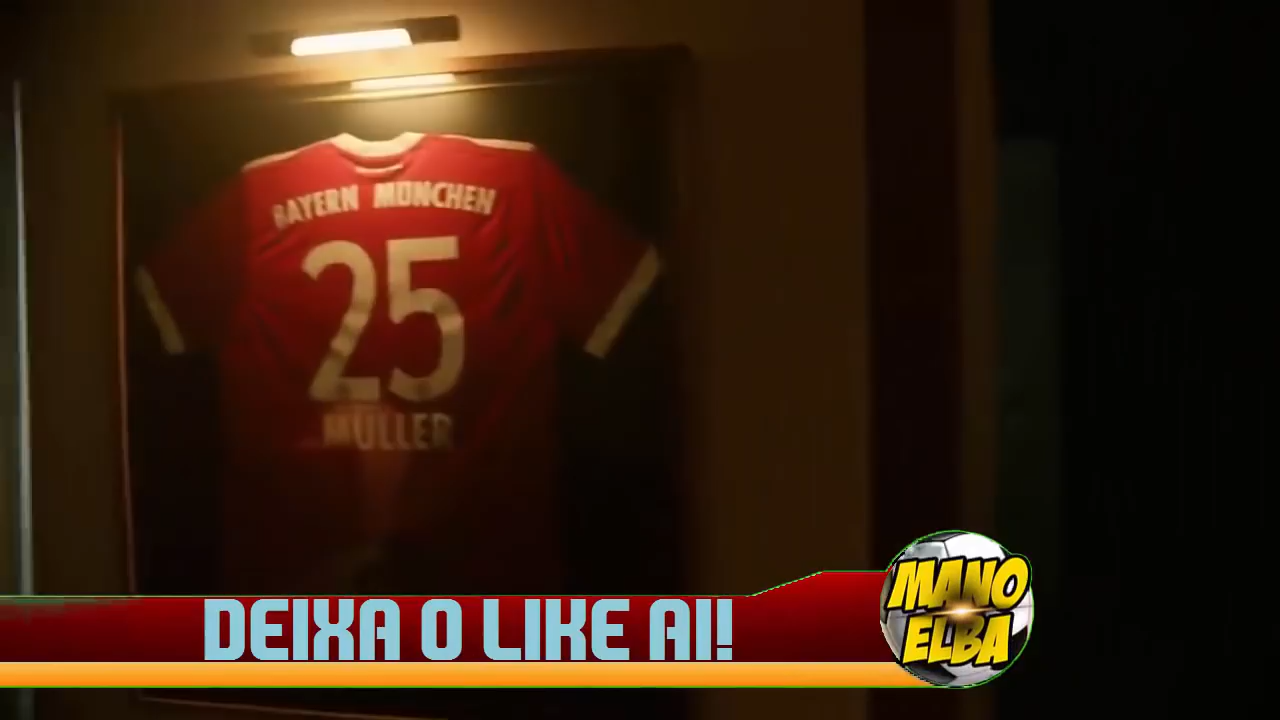 BAYERN MÜNCHEN
25
MÜLLER
DEIXA O LIKE AI!
MANO
ELBA